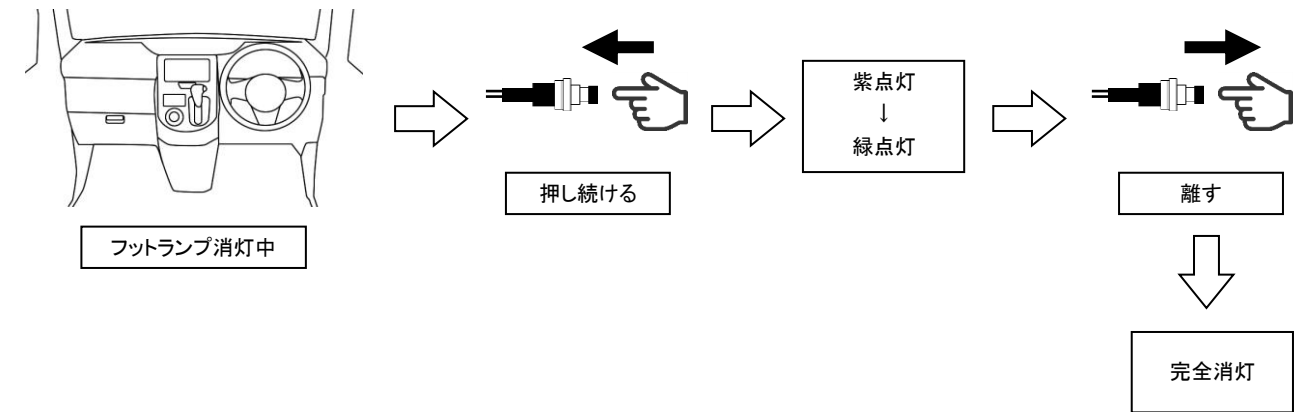 フットランプ消灯中
押し続ける
紫点灯
↓
緑点灯
離す
完全消灯